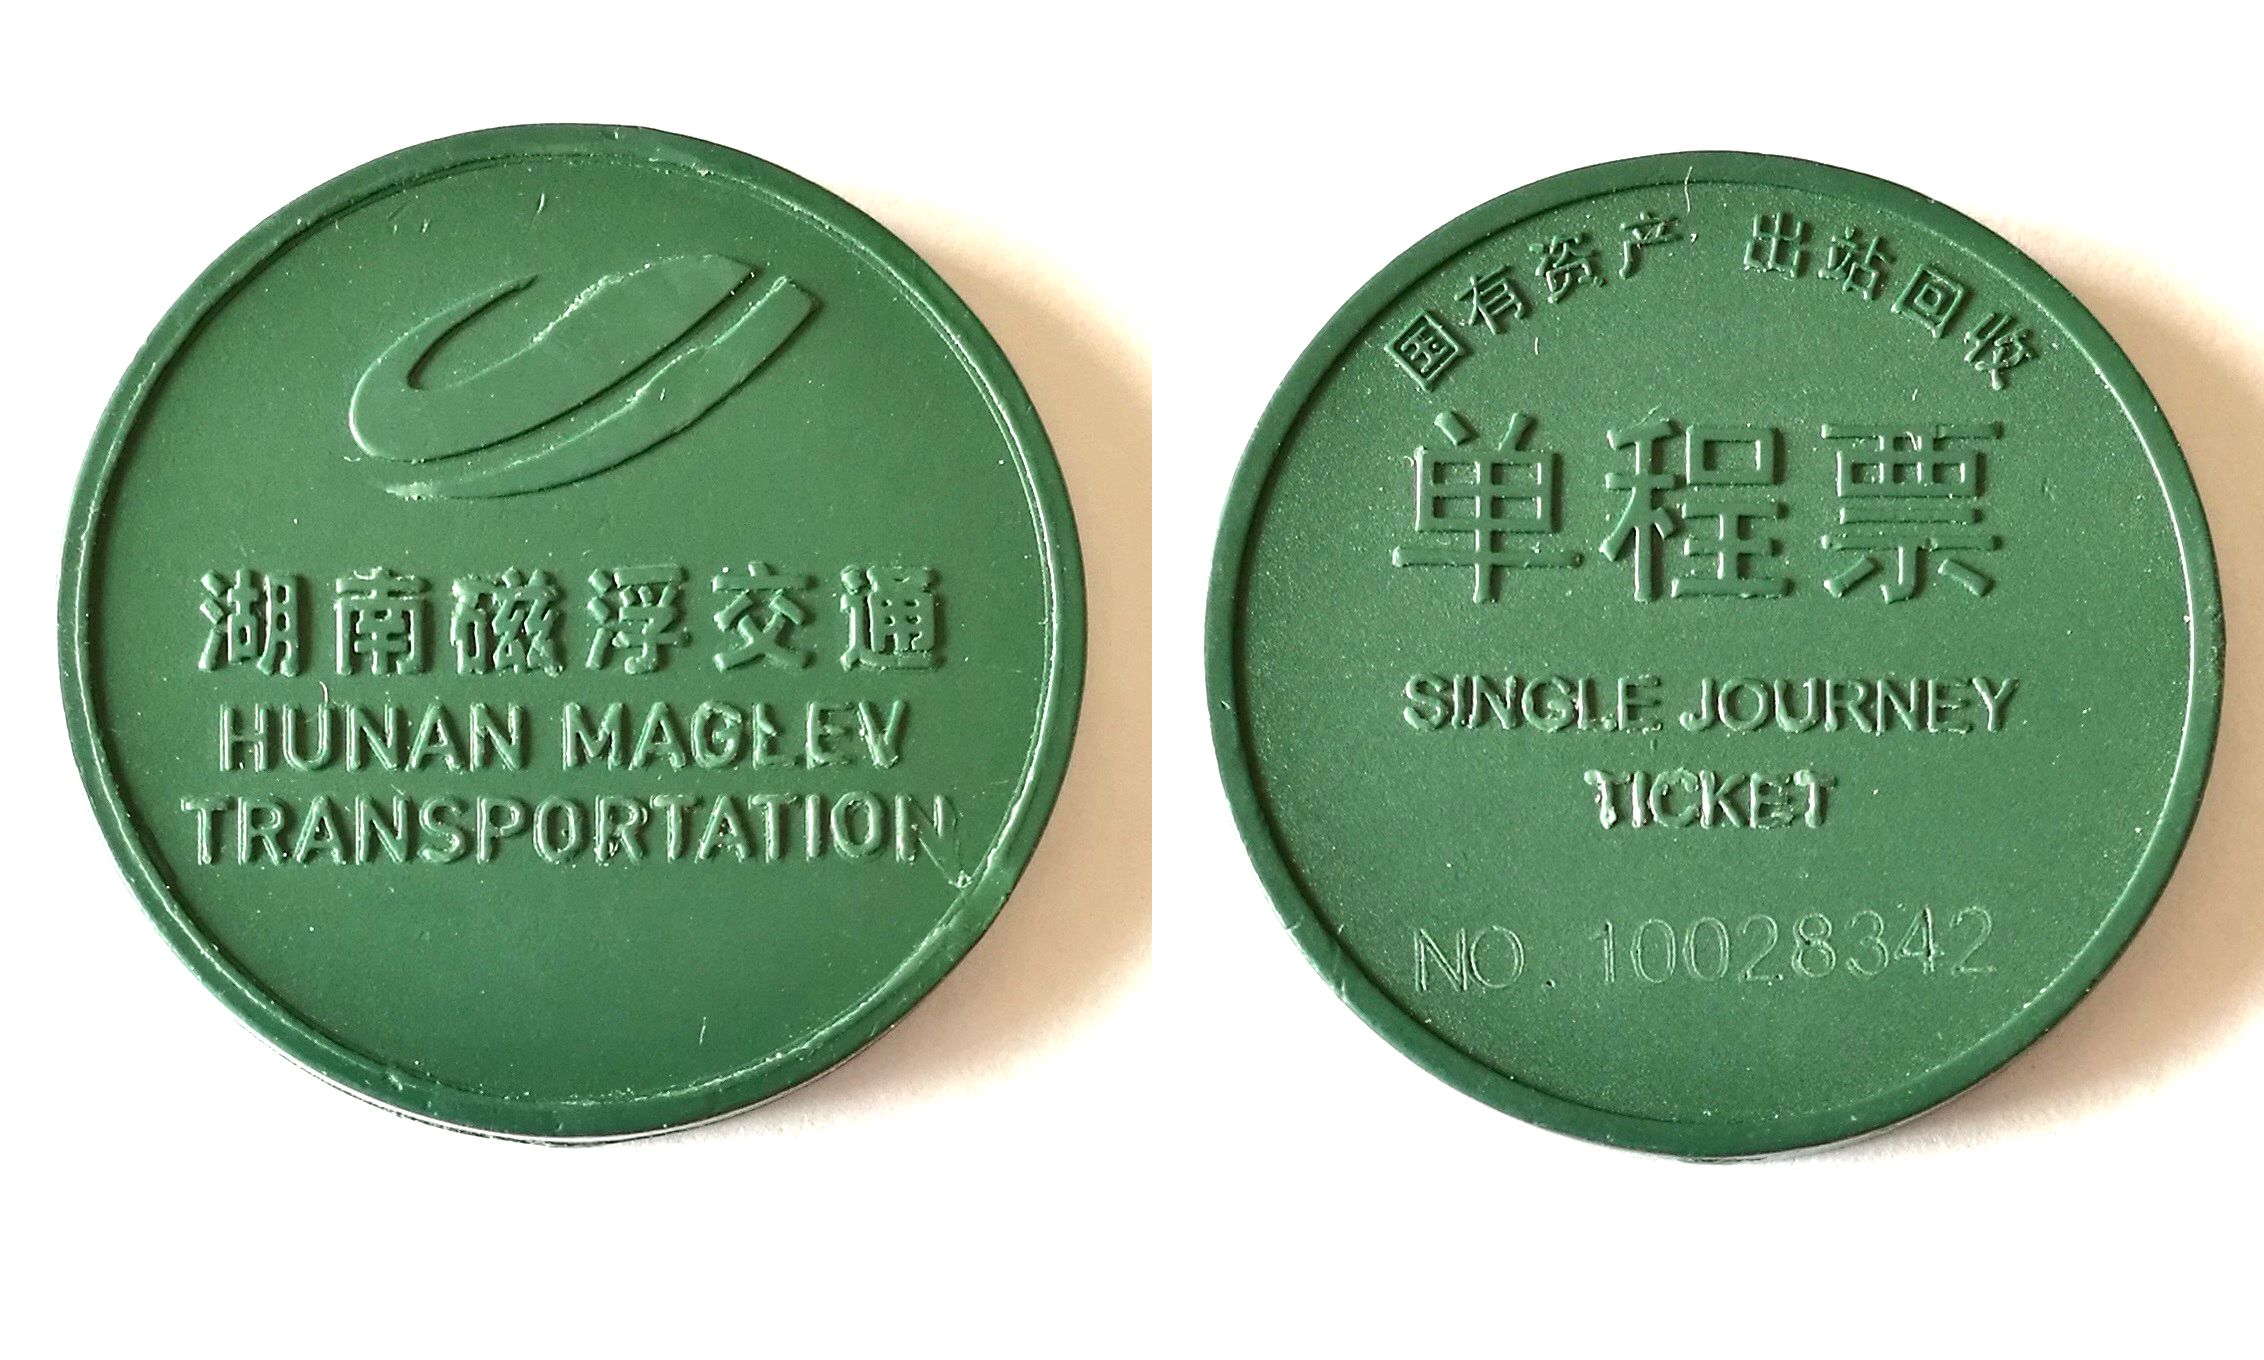 湖南磁浮交通
HUNAN MAGLEV
TRANSPORTATION
国有资产 出站回收
单程票
SINGLE JOURNEY
TICKET
NO. 10028342